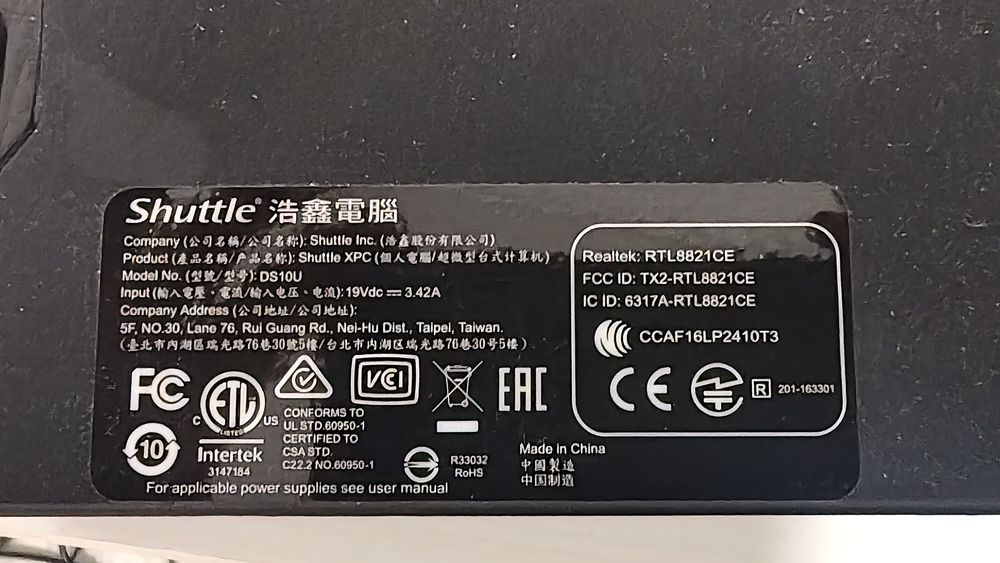 Shuttle® 浩鑫電腦
Company (公司名稱/公司名称): Shuttle Inc. (浩鑫股份有限公司)
Product (產品名稱/产品名称): Shuttle XPC (個人電腦/超微型台式计算机)
Model No. (型號/型号): DS10U
Input (輸入電壓、電流/输入电压、电流): 19Vdc ⎓ 3.42A
Company Address (公司地址/公司地址):
5F, NO.30, Lane 76, Rui Guang Rd., Nei-Hu Dist., Taipei, Taiwan.
(臺北市內湖區瑞光路76巷30號5樓/台北市内湖区瑞光路76巷30号5楼)
FC
C ETL US
LISTED
Intertek
3147184
VCI
EAC
10
CONFORMS TO
UL STD.60950-1
CERTIFIED TO
CSA STD.
C22.2 NO.60950-1
R33032
RoHS
Made in China
中國製造
中国制造
For applicable power supplies see user manual
Realtek: RTL8821CE
FCC ID: TX2-RTL8821CE
IC ID: 6317A-RTL8821CE
CCAF16LP2410T3
CE
R 201-163301